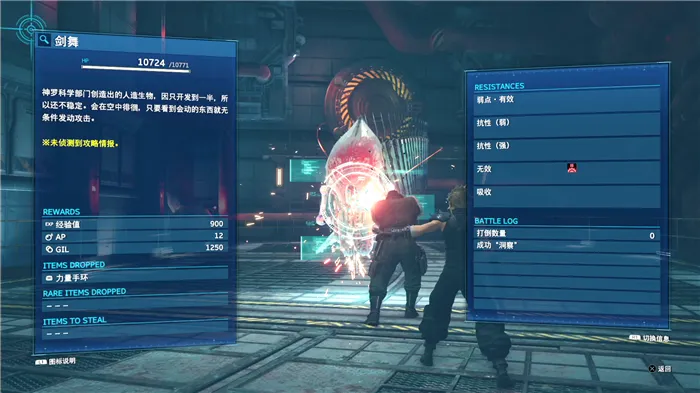 剑舞
HP 10724 /10771
神罗科学部门创造出的人造生物，因只开发到一半，所
以还不稳定。会在空中徘徊，只要看到会动的东西就无
条件发动攻击。
※未侦测到攻略情报。
REWARDS
EXP 经验值 900
AP 12
GIL 1250
ITEMS DROPPED
力量手环
RARE ITEMS DROPPED
---
ITEMS TO STEAL
---
图标说明
RESISTANCES
弱点·有效
抗性（弱）
抗性（强）
无效
吸收
BATTLE LOG
打倒数量 0
成功“洞察”
切换信息
返回